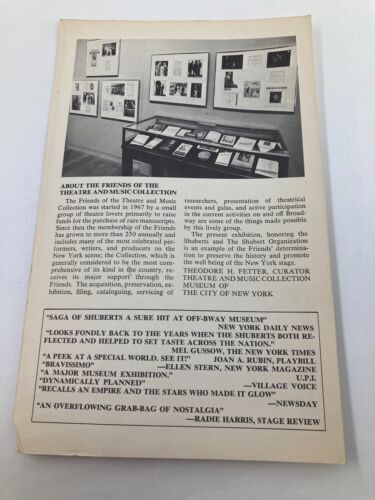 ABOUT THE FRIENDS OF THE
THEATRE AND MUSIC COLLECTION
The Friends of the Theatre and Music
Collection was started in 1967 by a small
group of theatre lovers primarily to raise
funds for the purchase of rare manuscripts.
Since then the membership of the Friends
has grown to more than 250 annually and
includes many of the most celebrated per-
formers, writers, and producers on the
New York scene; the Collection, which is
generally considered to be the most com-
prehensive of its kind in the country, re-
ceives its major support through the
Friends. The acquisition, preservation, ex-
hibition, filing, cataloguing, servicing of
researchers, presentation of theatrical
events and galas, and active participation
in the current activities on and off Broad-
way are some of the things made possible
by this lively group.
The present exhibition, honoring the
Shuberts and The Shubert Organization
is an example of the Friends' determina-
tion to preserve the history and promote
the well being of the New York stage.
THEODORE H. FETTER, CURATOR
THEATRE AND MUSIC COLLECTION
MUSEUM OF
THE CITY OF NEW YORK
"SAGA OF SHUBERTS A SURE HIT AT OFF-BWAY MUSEUM"
NEW YORK DAILY NEWS
"LOOKS FONDLY BACK TO THE YEARS WHEN THE SHUBERTS BOTH RE-
FLECTED AND HELPED TO SET TASTE ACROSS THE NATION."
MEL GUSSOW, THE NEW YORK TIMES
"A PEEK AT A SPECIAL WORLD. SEE IT!" JOAN A. RUBIN, PLAYBILL
"BRAVISSIMO" —ELLEN STERN, NEW YORK MAGAZINE
"A MAJOR MUSEUM EXHIBITION." U.P.I.
"DYNAMICALLY PLANNED" —VILLAGE VOICE
"RECALLS AN EMPIRE AND THE STARS WHO MADE IT GLOW"
—NEWSDAY
"AN OVERFLOWING GRAB-BAG OF NOSTALGIA"
—RADIE HARRIS, STAGE REVIEW